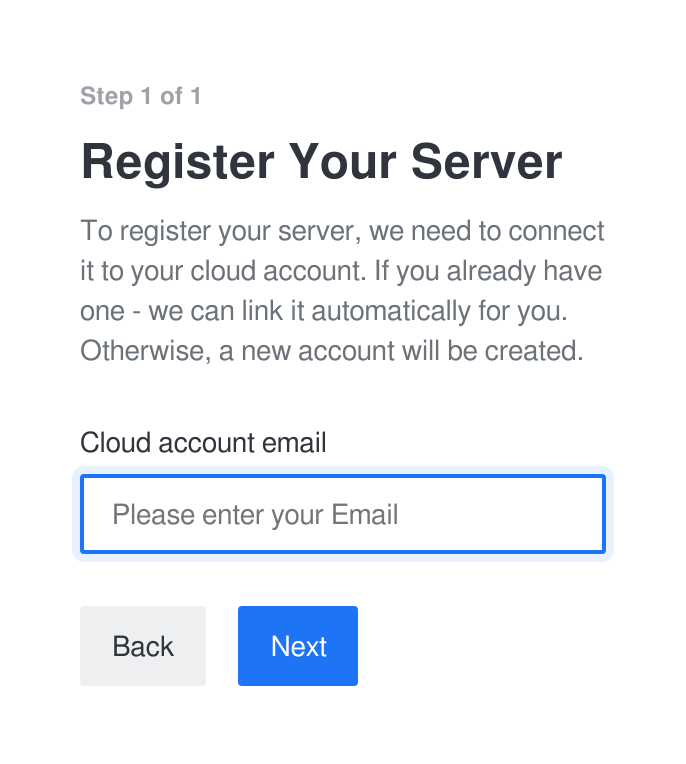 Step 1 of 1
Register Your Server
To register your server, we need to connect
it to your cloud account. If you already have
one - we can link it automatically for you.
Otherwise, a new account will be created.
Cloud account email
Please enter your Email
Back
Next